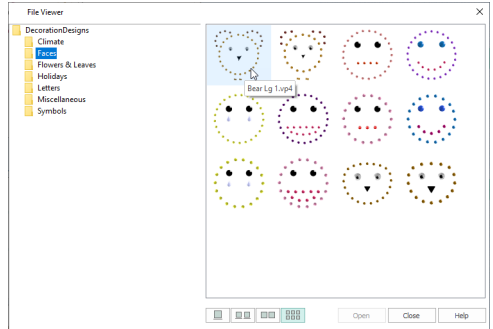 File Viewer
DecorationDesigns
Climate
Faces
Flowers & Leaves
Holidays
Letters
Miscellaneous
Symbols
Bear Lg 1.vp4
Open
Close
Help